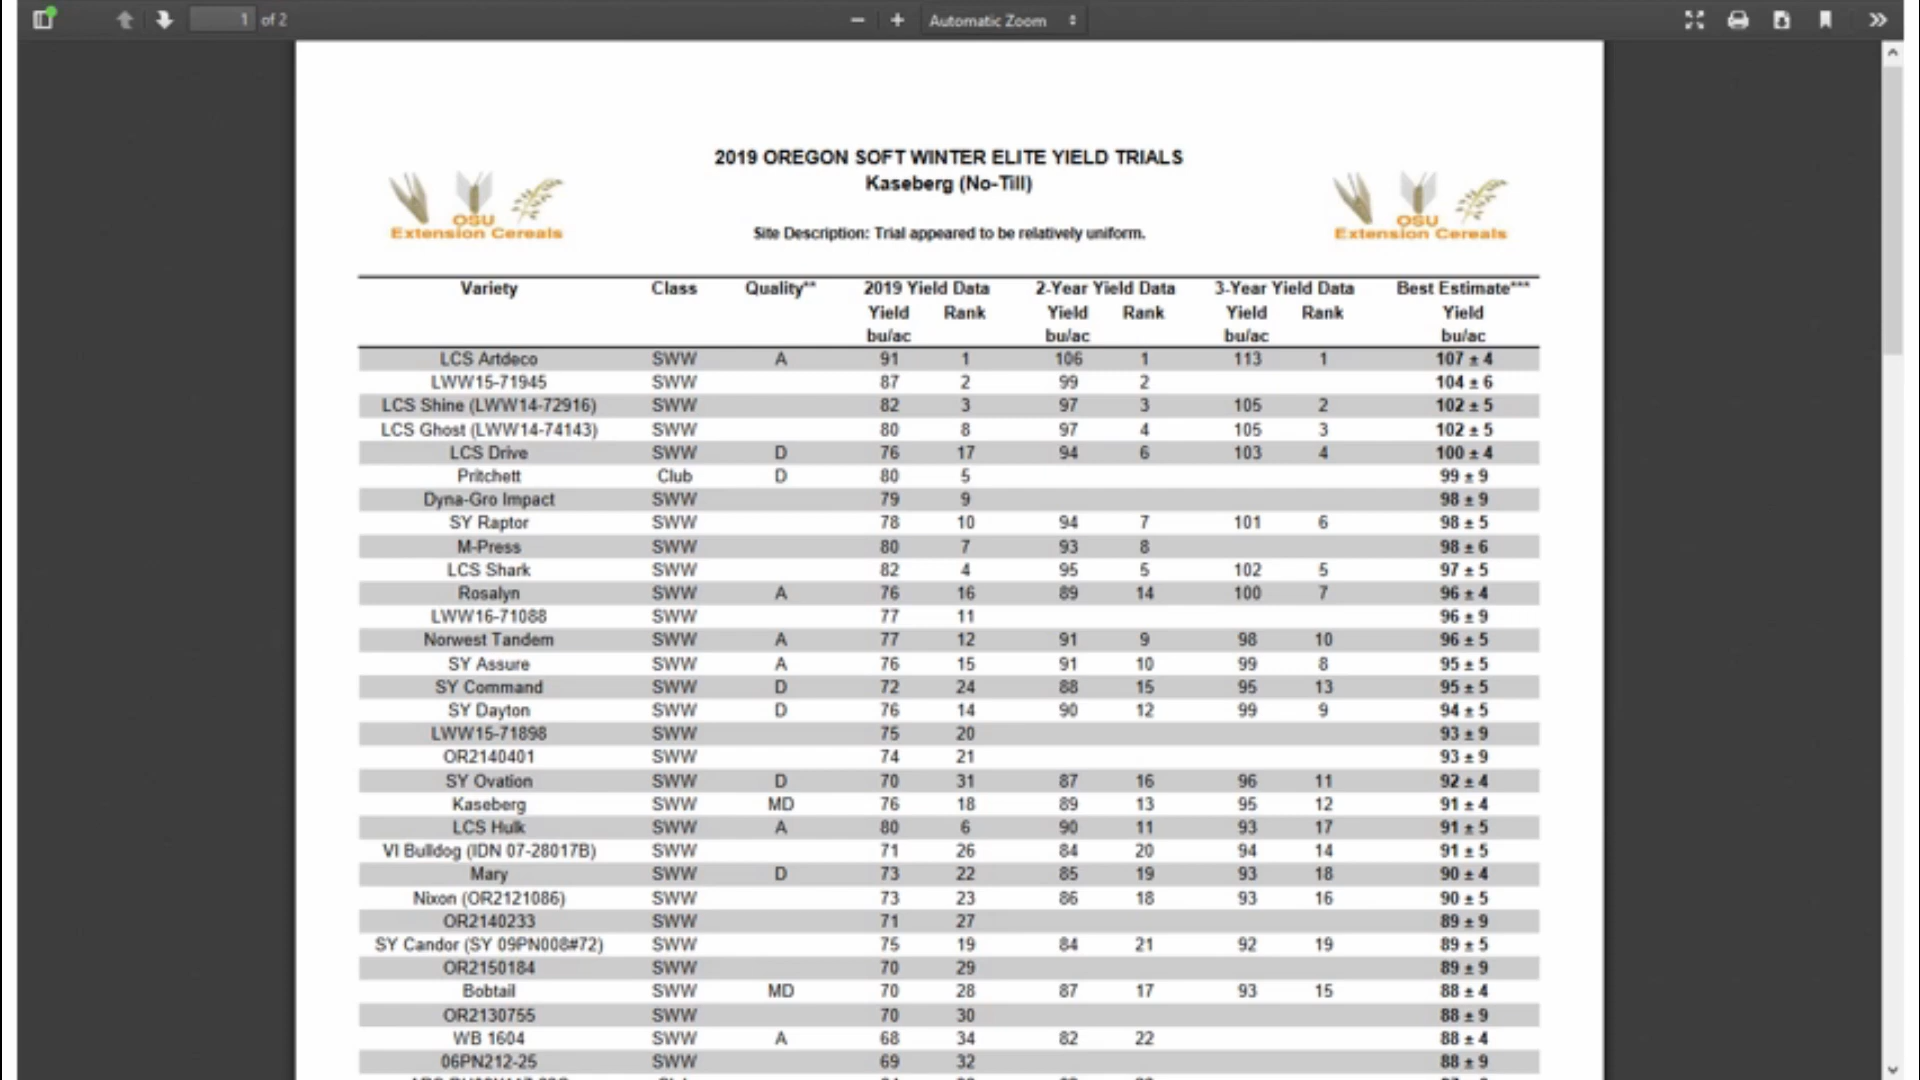 1 of 2 Automatic Zoom
2019 OREGON SOFT WINTER ELITE YIELD TRIALS
Kaseberg (No-Till)
OSU
Extension Cereals
OSU
Extension Cereals
Site Description: Trial appeared to be relatively uniform.
Variety Class Quality** 2019 Yield Data 2-Year Yield Data 3-Year Yield Data Best Estimate***
Yield Rank Yield Rank Yield Rank Yield
bu/ac bu/ac bu/ac bu/ac
LCS Artdeco SWW A 91 1 106 1 113 1 107 ± 4
LWW15-71945 SWW 87 2 99 2 104 ± 6
LCS Shine (LWW14-72916) SWW 82 3 97 3 105 2 102 ± 5
LCS Ghost (LWW14-74143) SWW 80 8 97 4 105 3 102 ± 5
LCS Drive SWW D 76 17 94 6 103 4 100 ± 4
Pritchett Club D 80 5 99 ± 9
Dyna-Gro Impact SWW 79 9 98 ± 9
SY Raptor SWW 78 10 94 7 101 6 98 ± 5
M-Press SWW 80 7 93 8 98 ± 6
LCS Shark SWW 82 4 95 5 102 5 97 ± 5
Rosalyn SWW A 76 16 89 14 100 7 96 ± 4
LWW16-71088 SWW 77 11 96 ± 9
Norwest Tandem SWW A 77 12 91 9 98 10 96 ± 5
SY Assure SWW A 76 15 91 10 99 8 95 ± 5
SY Command SWW D 72 24 88 15 95 13 95 ± 5
SY Dayton SWW D 76 14 90 12 99 9 94 ± 5
LWW15-71898 SWW 75 20 93 ± 9
OR2140401 SWW 74 21 93 ± 9
SY Ovation SWW D 70 31 87 16 96 11 92 ± 4
Kaseberg SWW MD 76 18 89 13 95 12 91 ± 4
LCS Hulk SWW A 80 6 90 11 93 17 91 ± 5
VI Bulldog (IDN 07-28017B) SWW 71 26 84 20 94 14 91 ± 5
Mary SWW D 73 22 85 19 93 18 90 ± 4
Nixon (OR2121086) SWW 73 23 86 18 93 16 90 ± 5
OR2140233 SWW 71 27 89 ± 9
SY Candor (SY 09PN008#72) SWW 75 19 84 21 92 19 89 ± 5
OR2150184 SWW 70 29 89 ± 9
Bobtail SWW MD 70 28 87 17 93 15 88 ± 4
OR2130755 SWW 70 30 88 ± 9
WB 1604 SWW A 68 34 82 22 88 ± 4
06PN212-25 SWW 69 32 88 ± 9